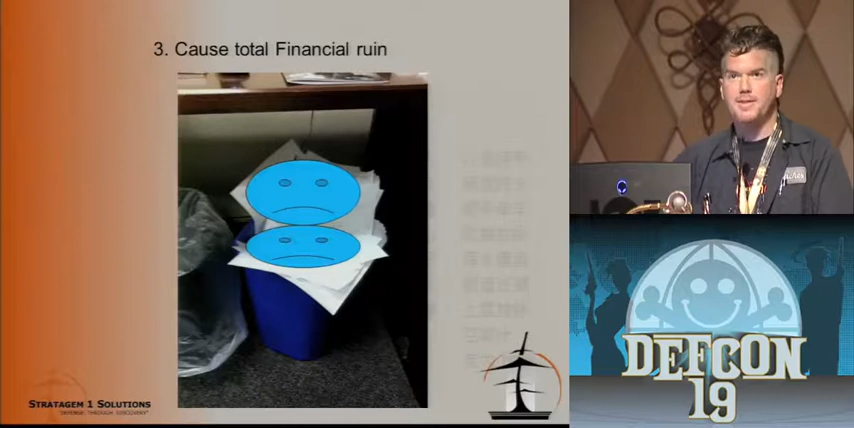 3. Cause total Financial ruin
STRATAGEM 1 SOLUTIONS
"DEFENSE THROUGH DISCOVERY"
DEFCON
19